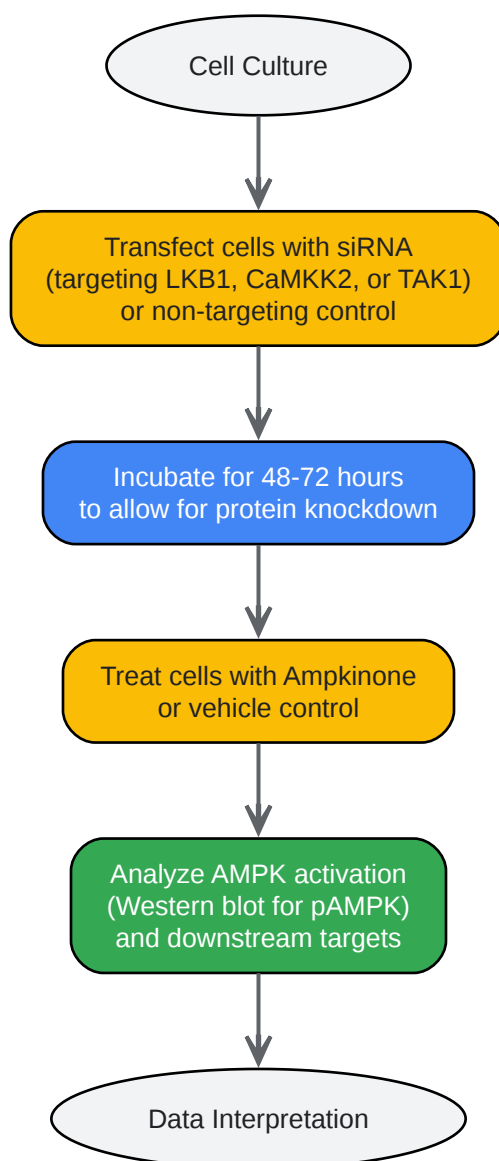 Cell Culture
Transfect cells with siRNA
(targeting LKB1, CaMKK2, or TAK1)
or non-targeting control
Incubate for 48-72 hours
to allow for protein knockdown
Treat cells with Ampkinone
or vehicle control
Analyze AMPK activation
(Western blot for pAMPK)
and downstream targets
Data Interpretation